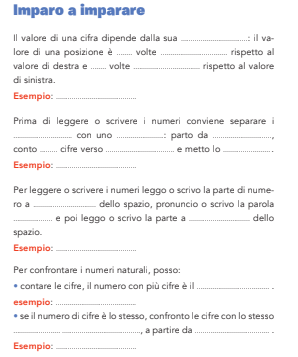 Imparo a imparare
Il valore di una cifra dipende dalla sua ........................: il va-
lore di una posizione è ....... volte ........................ rispetto al
valore di destra e ....... volte ........................ rispetto al valore
di sinistra.
Esempio: ................................
Prima di leggere o scrivere i numeri conviene separare i
........................ con uno ..................: parto da ......................,
conto ....... cifre verso .......................... e metto lo ................... .
Esempio: ................................
Per leggere o scrivere i numeri leggo o scrivo la parte di nume-
ro a ........................ dello spazio, pronuncio o scrivo la parola
................ e poi leggo o scrivo la parte a ........................ dello
spazio.
Esempio: ................................
Per confrontare i numeri naturali, posso:
• contare le cifre, il numero con più cifre è il ............................ .
esempio: ................................
• se il numero di cifre è lo stesso, confronto le cifre con lo stesso
.................. ................................, a partire da ............................ .
Esempio: ................................